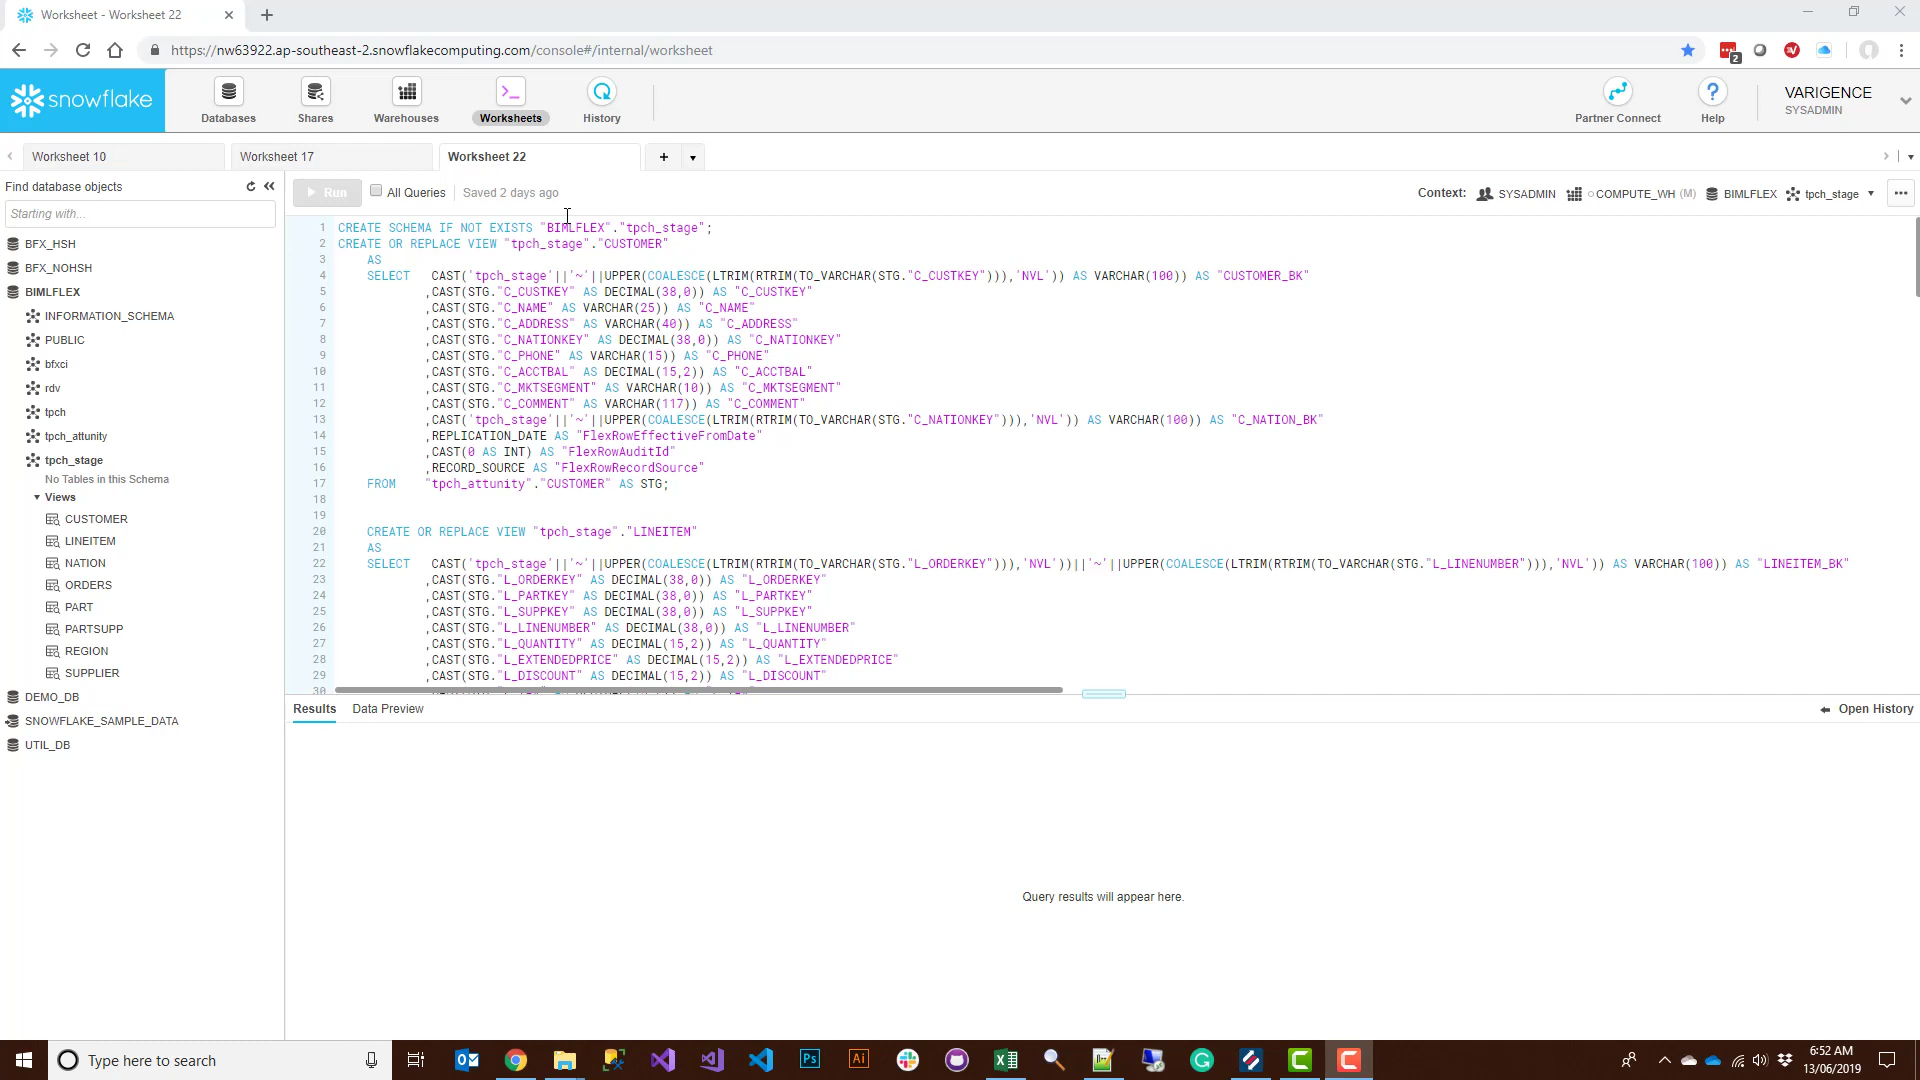 Worksheet - Worksheet 22
https://nw63922.ap-southeast-2.snowflakecomputing.com/console#/internal/worksheet
2
snowflake
Databases
Shares
Warehouses
Worksheets
History
Partner Connect
Help
VARIGENCE
SYSADMIN
Worksheet 10
Worksheet 17
Worksheet 22
Find database objects
Starting with...
BFX_HSH
BFX_NOHSH
BIMLFLEX
INFORMATION_SCHEMA
PUBLIC
bfxci
rdv
tpch
tpch_attunity
tpch_stage
No Tables in this Schema
Views
CUSTOMER
LINEITEM
NATION
ORDERS
PART
PARTSUPP
REGION
SUPPLIER
DEMO_DB
SNOWFLAKE_SAMPLE_DATA
UTIL_DB
Run
All Queries
Saved 2 days ago
Context:
SYSADMIN
COMPUTE_WH (M)
BIMLFLEX
tpch_stage
1 CREATE SCHEMA IF NOT EXISTS "BIMLFLEX"."tpch_stage";
2 CREATE OR REPLACE VIEW "tpch_stage"."CUSTOMER"
3 AS
4 SELECT CAST('tpch_stage'||'~'||UPPER(COALESCE(LTRIM(RTRIM(TO_VARCHAR(STG."C_CUSTKEY"))),'NVL')) AS VARCHAR(100)) AS "CUSTOMER_BK"
5 ,CAST(STG."C_CUSTKEY" AS DECIMAL(38,0)) AS "C_CUSTKEY"
6 ,CAST(STG."C_NAME" AS VARCHAR(25)) AS "C_NAME"
7 ,CAST(STG."C_ADDRESS" AS VARCHAR(40)) AS "C_ADDRESS"
8 ,CAST(STG."C_NATIONKEY" AS DECIMAL(38,0)) AS "C_NATIONKEY"
9 ,CAST(STG."C_PHONE" AS VARCHAR(15)) AS "C_PHONE"
10 ,CAST(STG."C_ACCTBAL" AS DECIMAL(15,2)) AS "C_ACCTBAL"
11 ,CAST(STG."C_MKTSEGMENT" AS VARCHAR(10)) AS "C_MKTSEGMENT"
12 ,CAST(STG."C_COMMENT" AS VARCHAR(117)) AS "C_COMMENT"
13 ,CAST('tpch_stage'||'~'||UPPER(COALESCE(LTRIM(RTRIM(TO_VARCHAR(STG."C_NATIONKEY"))),'NVL')) AS VARCHAR(100)) AS "C_NATION_BK"
14 ,REPLICATION_DATE AS "FlexRowEffectiveFromDate"
15 ,CAST(0 AS INT) AS "FlexRowAuditId"
16 ,RECORD_SOURCE AS "FlexRowRecordSource"
17 FROM "tpch_attunity"."CUSTOMER" AS STG;
18
19
20 CREATE OR REPLACE VIEW "tpch_stage"."LINEITEM"
21 AS
22 SELECT CAST('tpch_stage'||'~'||UPPER(COALESCE(LTRIM(RTRIM(TO_VARCHAR(STG."L_ORDERKEY"))),'NVL'))||'~'||UPPER(COALESCE(LTRIM(RTRIM(TO_VARCHAR(STG."L_LINENUMBER"))),'NVL')) AS VARCHAR(100)) AS "LINEITEM_BK"
23 ,CAST(STG."L_ORDERKEY" AS DECIMAL(38,0)) AS "L_ORDERKEY"
24 ,CAST(STG."L_PARTKEY" AS DECIMAL(38,0)) AS "L_PARTKEY"
25 ,CAST(STG."L_SUPPKEY" AS DECIMAL(38,0)) AS "L_SUPPKEY"
26 ,CAST(STG."L_LINENUMBER" AS DECIMAL(38,0)) AS "L_LINENUMBER"
27 ,CAST(STG."L_QUANTITY" AS DECIMAL(15,2)) AS "L_QUANTITY"
28 ,CAST(STG."L_EXTENDEDPRICE" AS DECIMAL(15,2)) AS "L_EXTENDEDPRICE"
29 ,CAST(STG."L_DISCOUNT" AS DECIMAL(15,2)) AS "L_DISCOUNT"
30
Results
Data Preview
Open History
Query results will appear here.
Type here to search
Ps
Ai
6:52 AM
13/06/2019